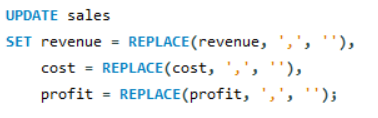 UPDATE sales
SET revenue = REPLACE(revenue, ',', ''),
    cost = REPLACE(cost, ',', ''),
    profit = REPLACE(profit, ',', '');